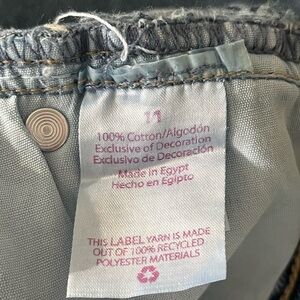 11
100% Cotton/Algodón
Exclusive of Decoration
Exclusivo de Decoración
Made in Egypt
Hecho en Egipto
THIS LABEL YARN IS MADE
OUT OF 100% RECYCLED
POLYESTER MATERIALS